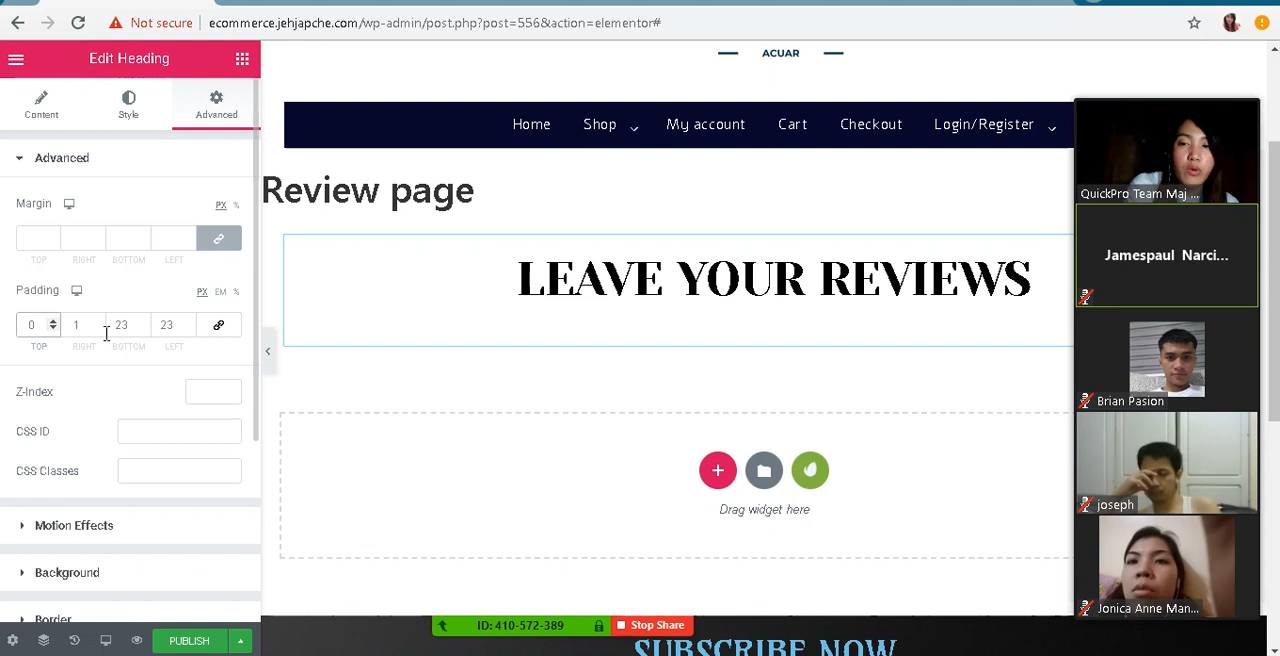 Not secure
ecommerce.jehjapche.com/wp-admin/post.php?post=556&action=elementor#
Edit Heading
Content
Style
Advanced
Advanced
Margin
PX %
TOP RIGHT BOTTOM LEFT
Padding
PX EM %
0 1 23 23
TOP RIGHT BOTTOM LEFT
Z-Index
CSS ID
CSS Classes
Motion Effects
Background
Border
PUBLISH
ACUAR
Home Shop My account Cart Checkout Login/Register
Review page
LEAVE YOUR REVIEWS
Drag widget here
ID: 410-572-389
Stop Share
SUBSCRIBE NOW
QuickPro Team Maj ...
Jamespaul Narci...
Brian Pasion
joseph
Jonica Anne Man...